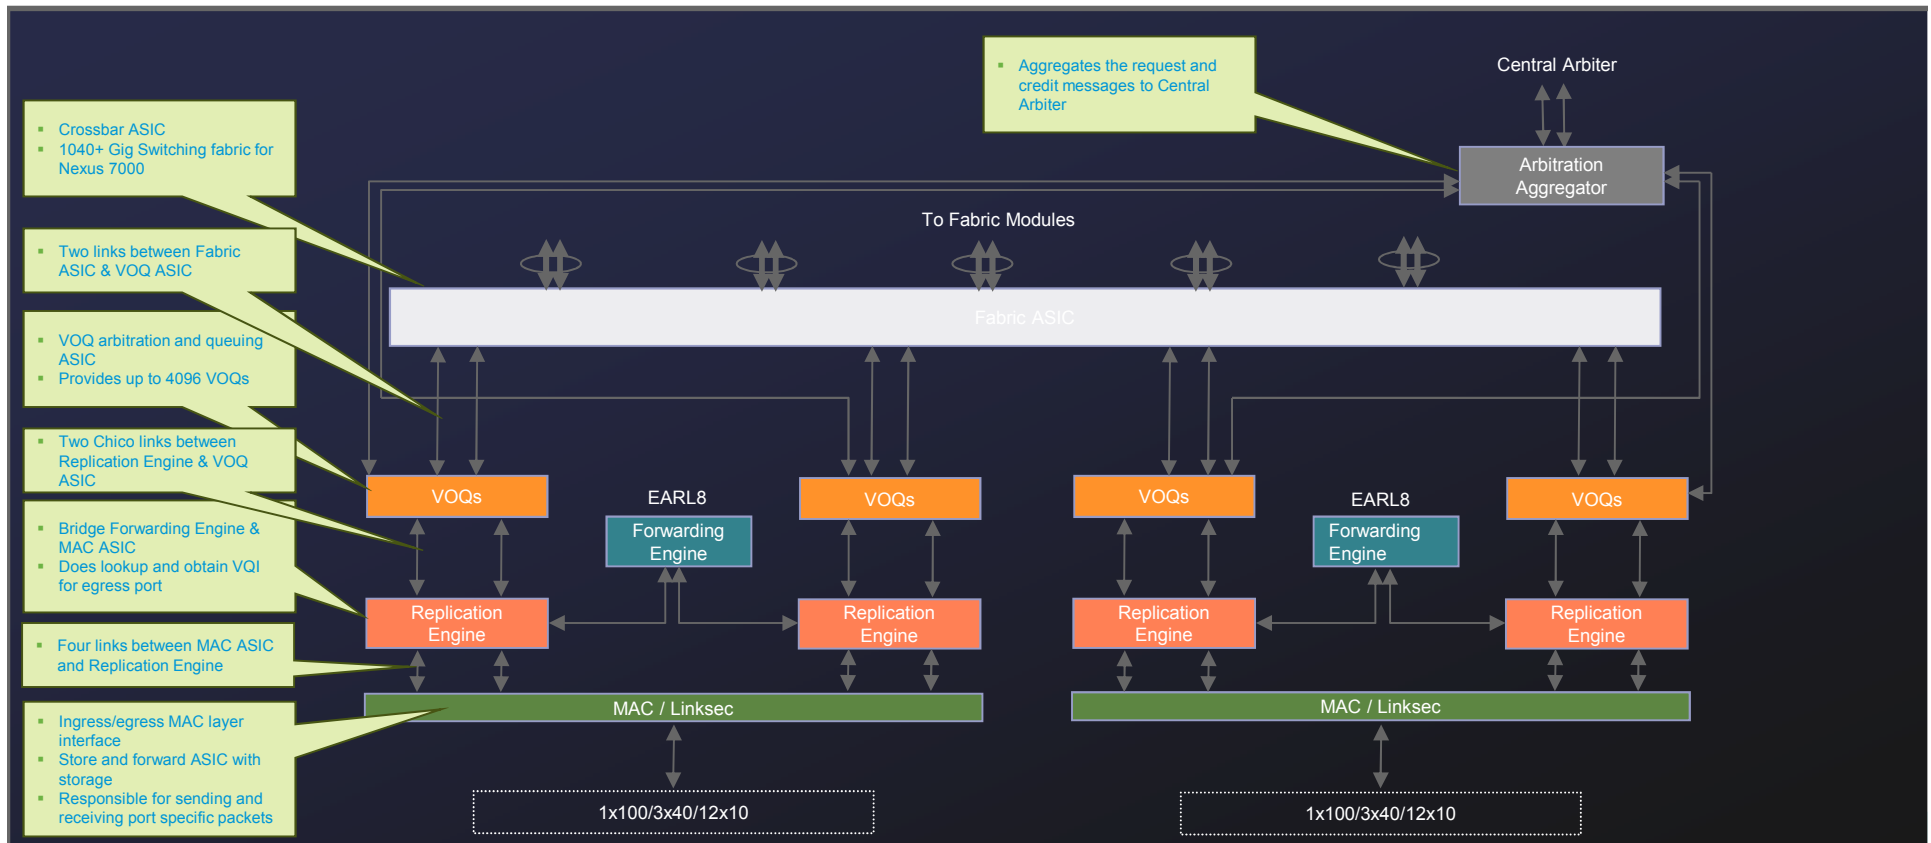 Aggregates the request and
credit messages to Central
Arbiter
Central Arbiter
Crossbar ASIC
1040+ Gig Switching fabric for
Nexus 7000
Arbitration
Aggregator
To Fabric Modules
Two links between Fabric
ASIC & VOQ ASIC
Fabric ASIC
VOQ arbitration and queuing
ASIC
Provides up to 4096 VOQs
Two Chico links between
Replication Engine & VOQ
ASIC
VOQs
EARL8
VOQs
VOQs
EARL8
VOQs
Forwarding
Engine
Forwarding
Engine
Bridge Forwarding Engine &
MAC ASIC
Does lookup and obtain VQI
for egress port
Replication
Engine
Replication
Engine
Replication
Engine
Replication
Engine
Four links between MAC ASIC
and Replication Engine
MAC / Linksec
MAC / Linksec
Ingress/egress MAC layer
interface
Store and forward ASIC with
storage
Responsible for sending and
receiving port specific packets
1x100/3x40/12x10
1x100/3x40/12x10